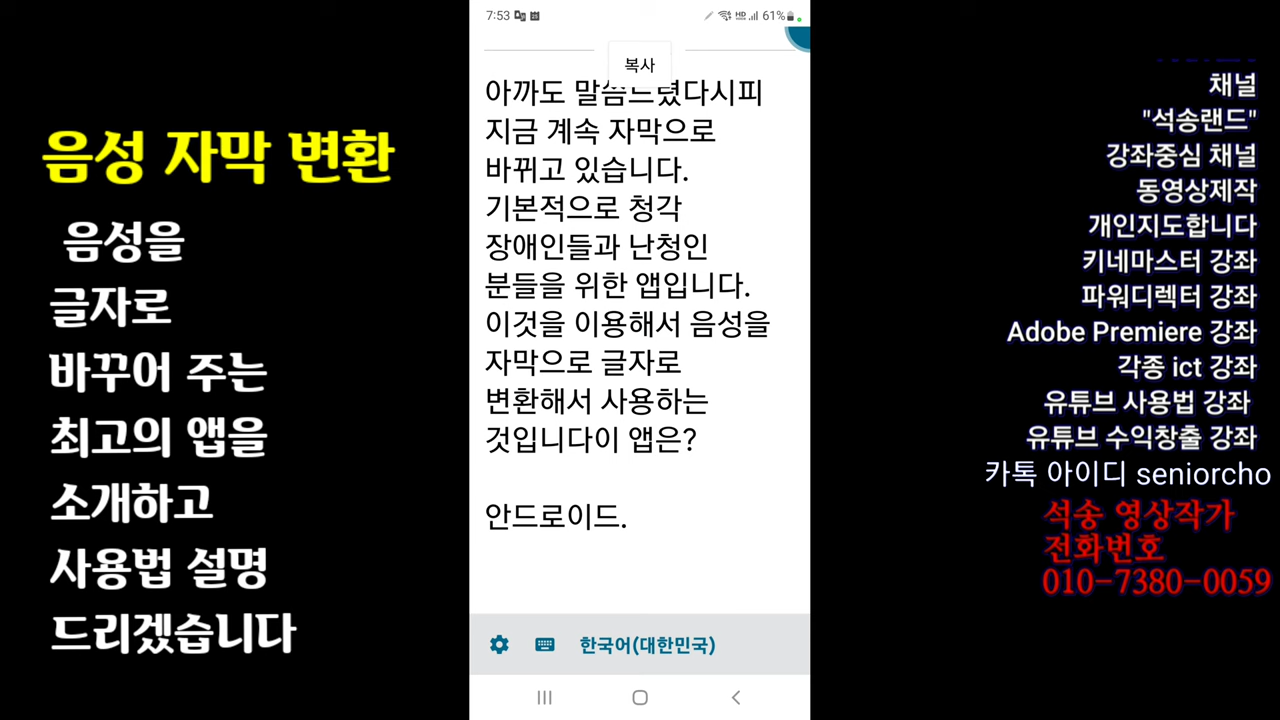 음성 자막 변환
음성을
글자로
바꾸어 주는
최고의 앱을
소개하고
사용법 설명
드리겠습니다
7:53
61%
복사
아까도 말씀드렸다시피
지금 계속 자막으로
바뀌고 있습니다.
기본적으로 청각
장애인들과 난청인
분들을 위한 앱입니다.
이것을 이용해서 음성을
자막으로 글자로
변환해서 사용하는
것입니다이 앱은?
안드로이드.
한국어(대한민국)
채널
"석송랜드"
강좌중심 채널
동영상제작
개인지도합니다
키네마스터 강좌
파워디렉터 강좌
Adobe Premiere 강좌
각종 ict 강좌
유튜브 사용법 강좌
유튜브 수익창출 강좌
카톡 아이디 seniorcho
석송 영상작가
전화번호
010-7380-0059